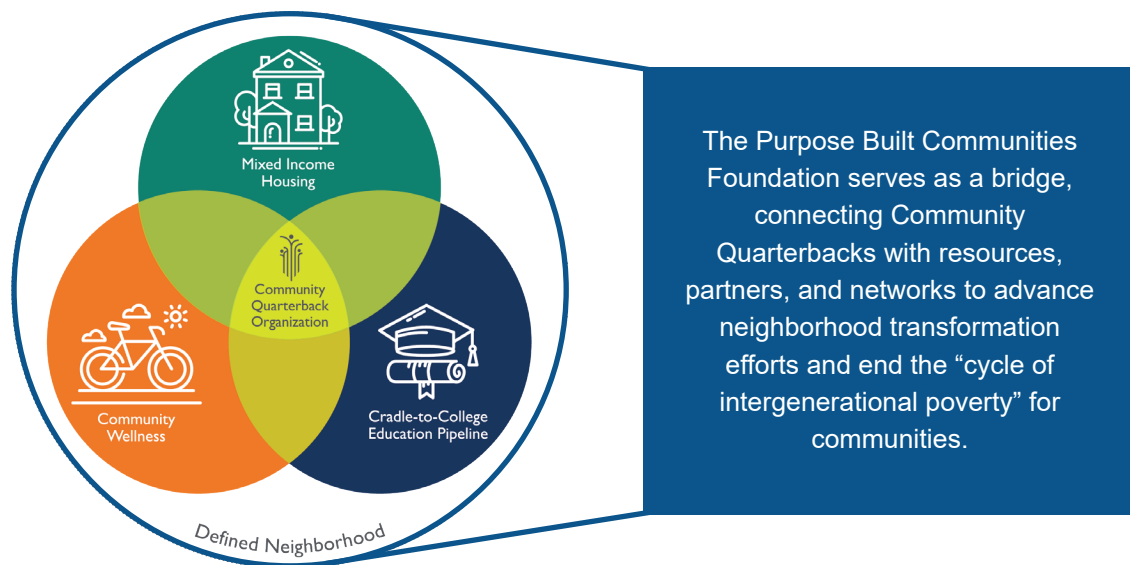 Mixed Income
Housing
Community
Quarterback
Organization
Community
Wellness
Cradle-to-College
Education Pipeline
Defined Neighborhood
The Purpose Built Communities
Foundation serves as a bridge,
connecting Community
Quarterbacks with resources,
partners, and networks to advance
neighborhood transformation
efforts and end the “cycle of
intergenerational poverty” for
communities.